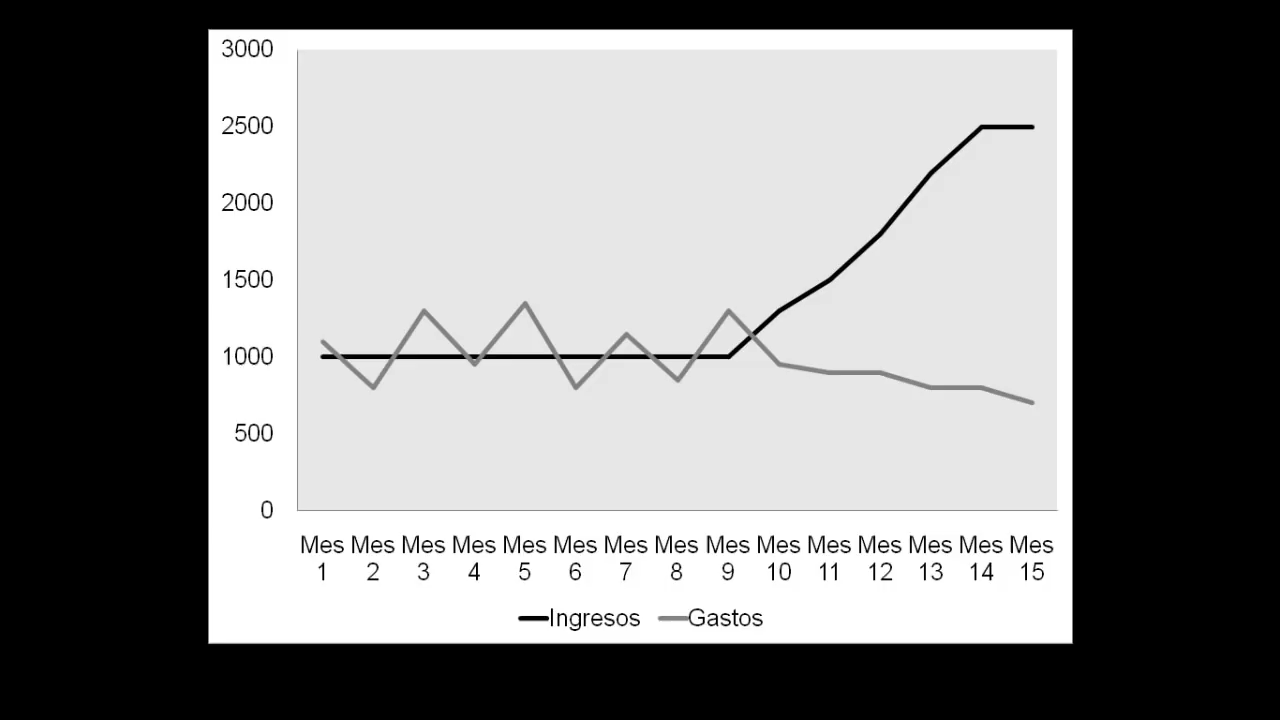 3000
2500
2000
1500
1000
500
0
Mes Mes Mes Mes Mes Mes Mes Mes Mes Mes Mes Mes Mes Mes Mes
1 2 3 4 5 6 7 8 9 10 11 12 13 14 15
Ingresos Gastos